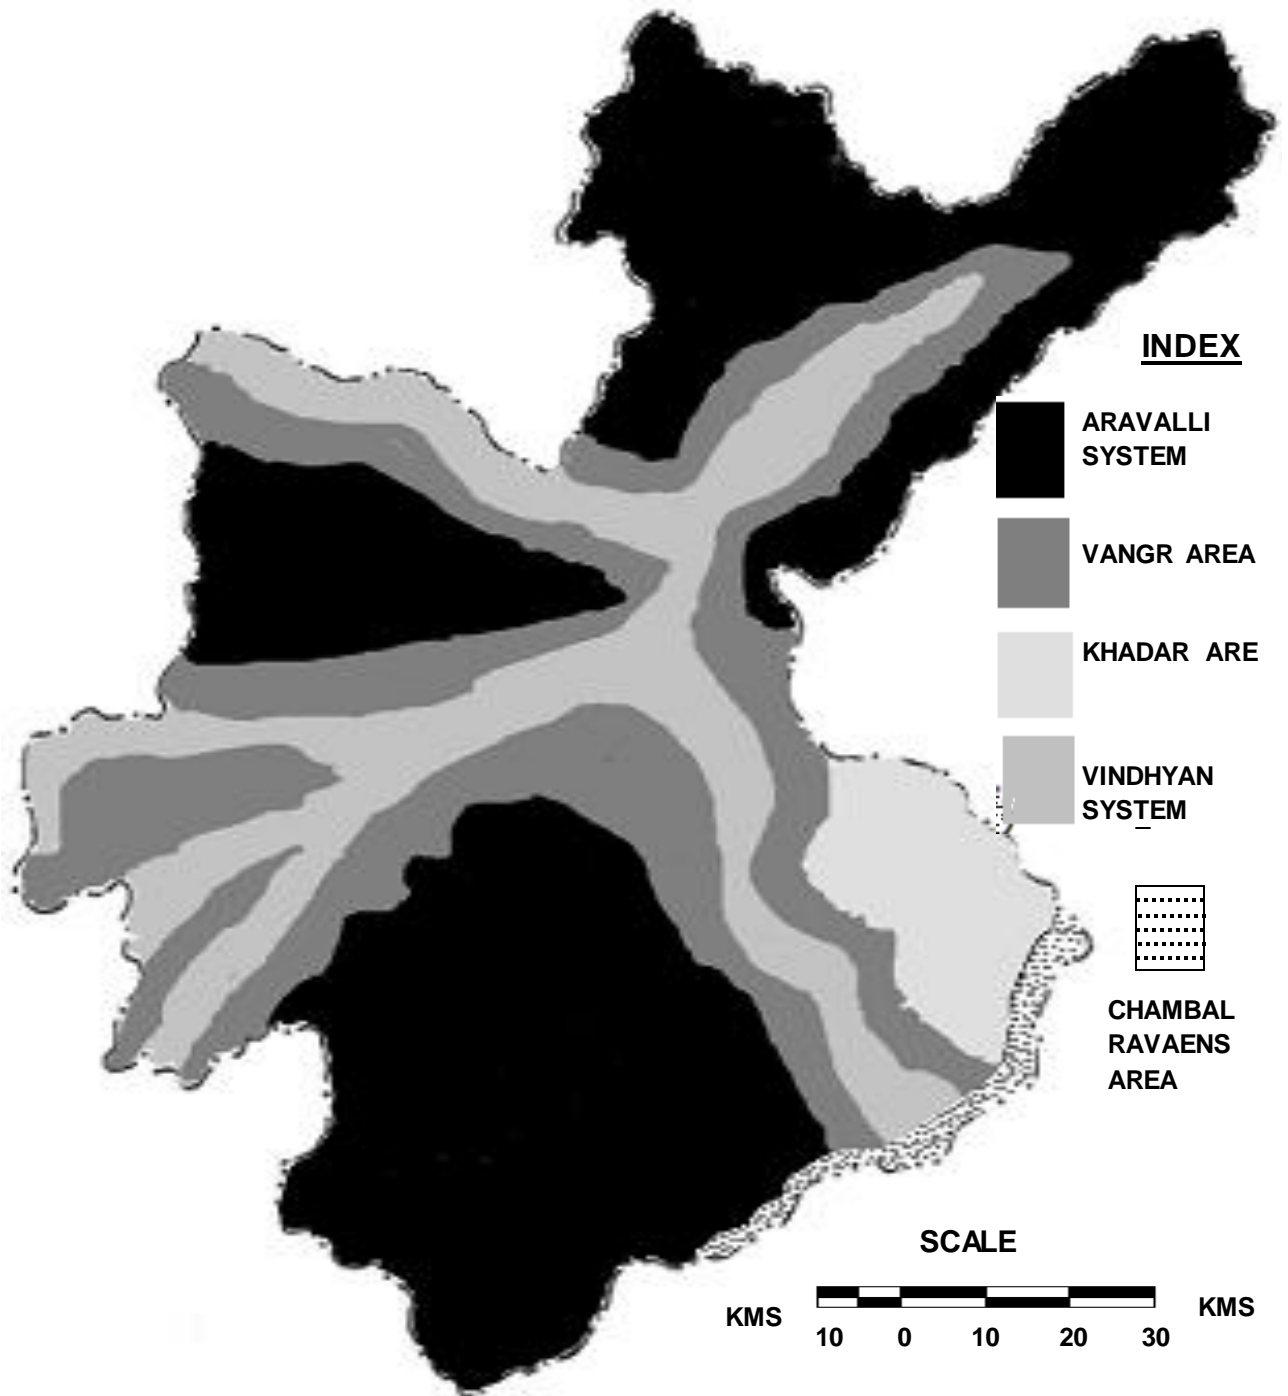 INDEX
ARAVALLI
SYSTEM
VANGR AREA
KHADAR ARE
VINDHYAN
SYSTEM
CHAMBAL
RAVAENS
AREA
SCALE
KMS
KMS
10 0 10 20 30